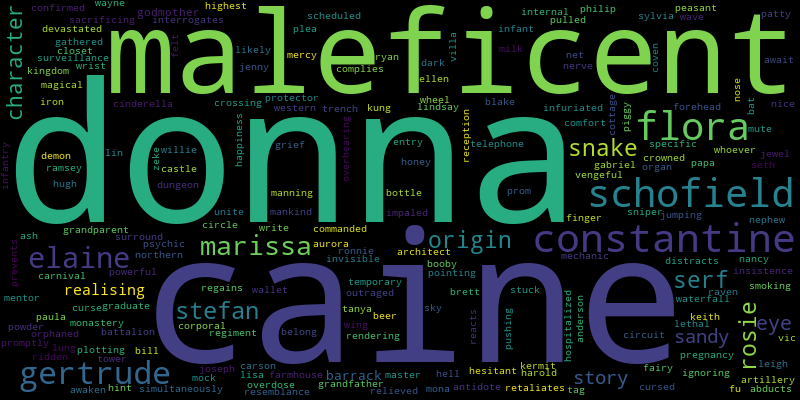 confirmed wayne godmother highest scheduled internal philip sylvia peasant patty
sacrificing interrogates plea pulled wave
character devastated maleficent infant
gathered likely mercy ryan villa milk net coven await
closet felt dark nerve
surveillance jenny complies
kingdom wrist ellen
magical wheel blake nose
iron cinderella crossing protector lindsay infuriated piggy forehead bat nice
western trench kung cottage
donna comfort flora mute
happiness overhearing entry reception telephone snake specific whoever
infantry demon lin zeke willie grief gabriel crowned papa jewel
ramsey castle honey vengeful organ seth
hugh dungeon manning bottle prom schofield
unite mankind impaled finger sniper jumping nephew
grandparent circle write commanded
ash surround marissa aurora ronnie origin constantine
prevents elaine psychic northern invisible architect mechanic distracts nancy
carnival powerful booby pointing insistence
mentor realising regains wallet temporary brett stuck serf smoking
curse graduate caine outraged hospitalized anderson raven waterfall
powder paula monastery stefan tanya beer sky lethal keith rosie eye
orphaned battalion corporal regiment belong wing rendering reacts pushing circuit sandy vic
promptly lung plotting bill
ridden tower joseph carson hesitant kermit fairy pregnancy leigh
gertrude mock lisa farmhouse barrack master hell harold story ignoring artillery
awaken hint simultaneously overdose resemblance grandfather relieved mona antidote retaliates tag cursed fu abducts